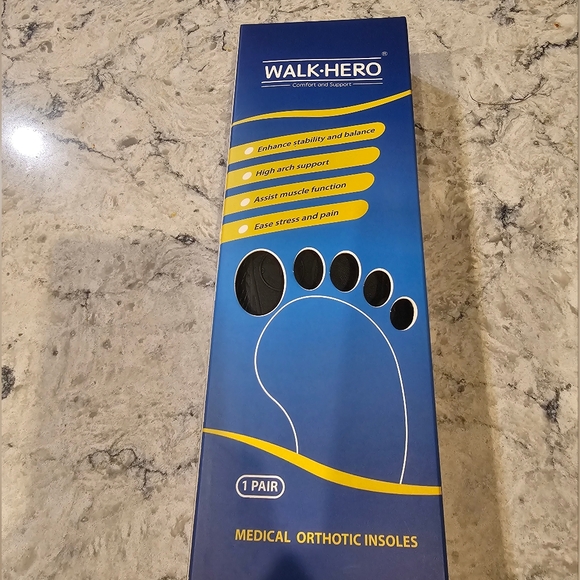 WALK·HERO®
Comfort and Support
Enhance stability and balance
High arch support
Assist muscle function
Ease stress and pain
1 PAIR
MEDICAL ORTHOTIC INSOLES